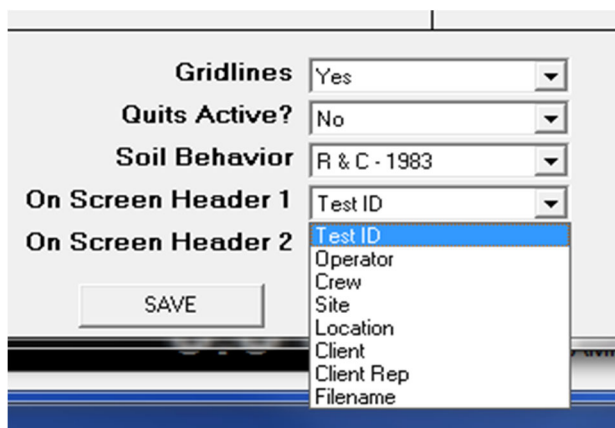 Gridlines Yes
Quits Active? No
Soil Behavior R & C - 1983
On Screen Header 1 Test ID
On Screen Header 2 Test ID
Operator
Crew
SAVE Site
Location
Client
Client Rep
Filename